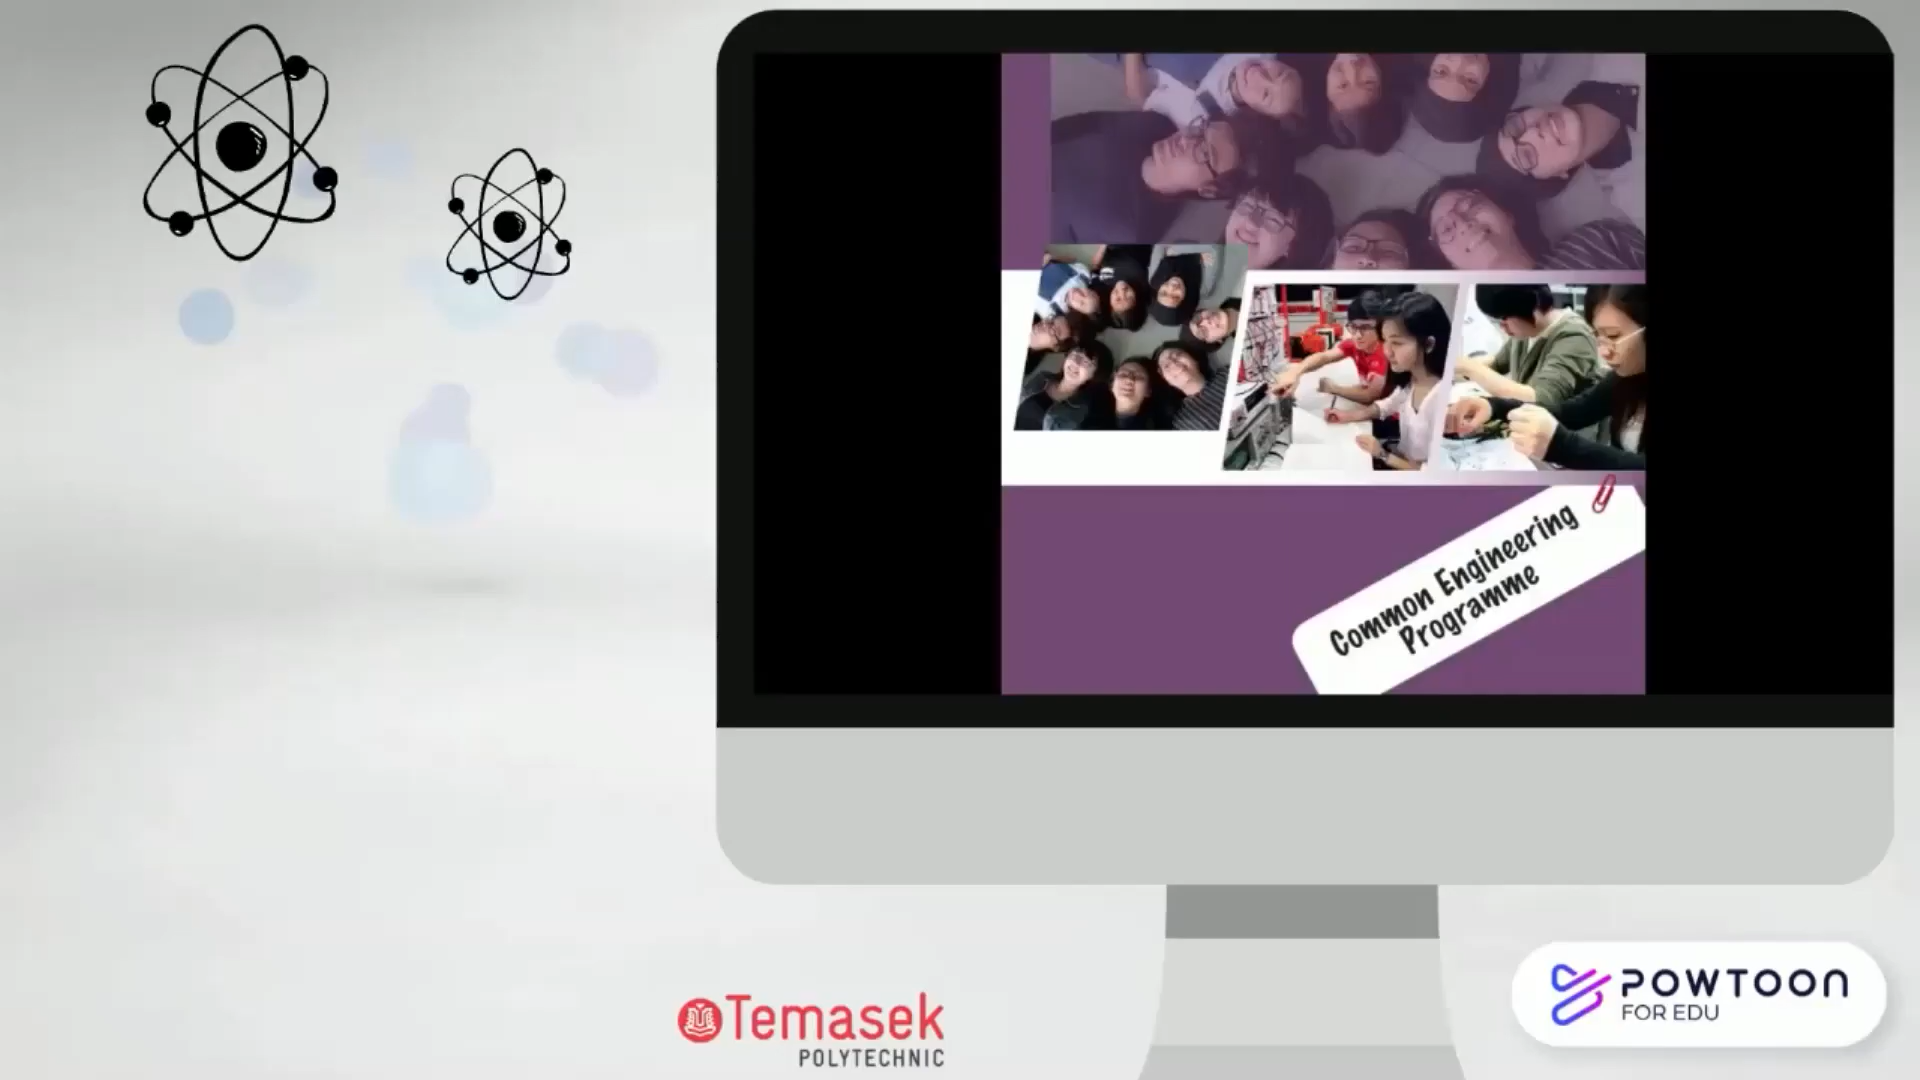 Common Engineering
Programme
Temasek
POLYTECHNIC
POWTOON
FOR EDU